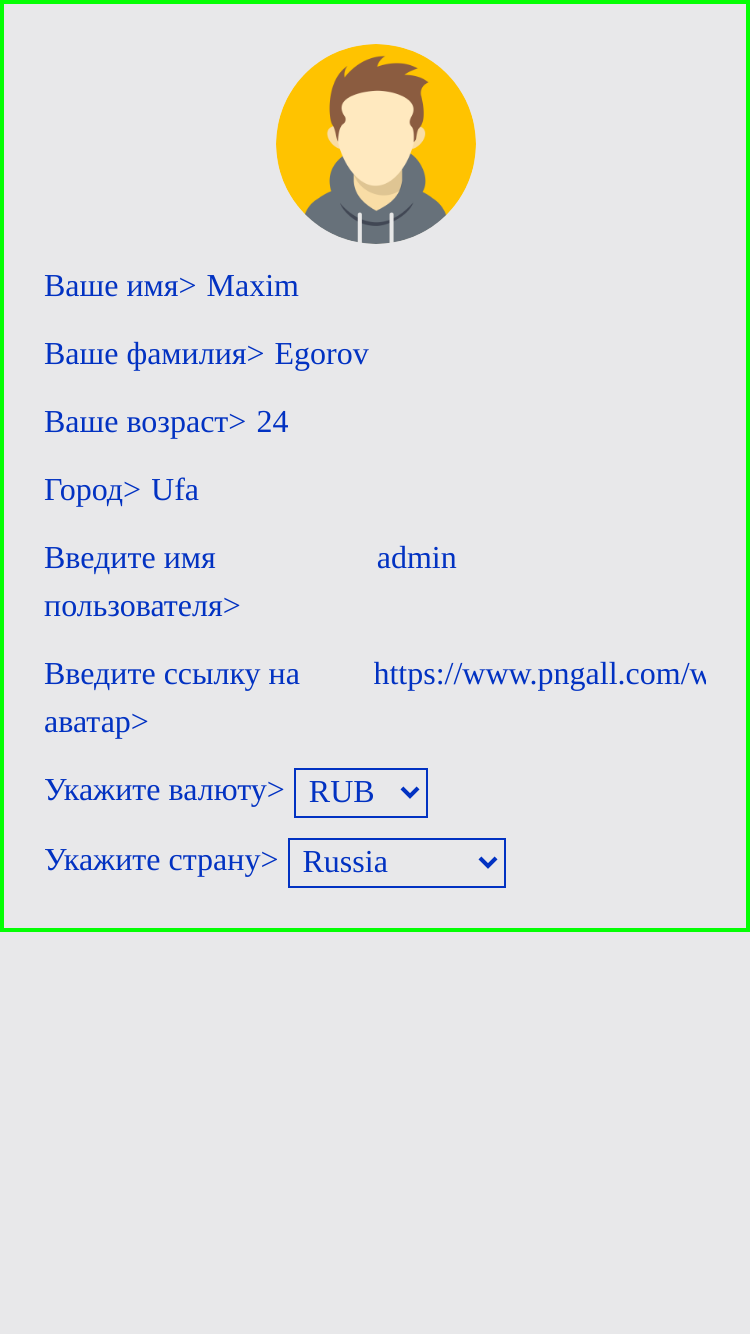 Ваше имя> Maxim
Ваше фамилия> Egorov
Ваше возраст> 24
Город> Ufa
Введите имя пользователя> admin
Введите ссылку на аватар> https://www.pngall.com/w
Укажите валюту> RUB
Укажите страну> Russia